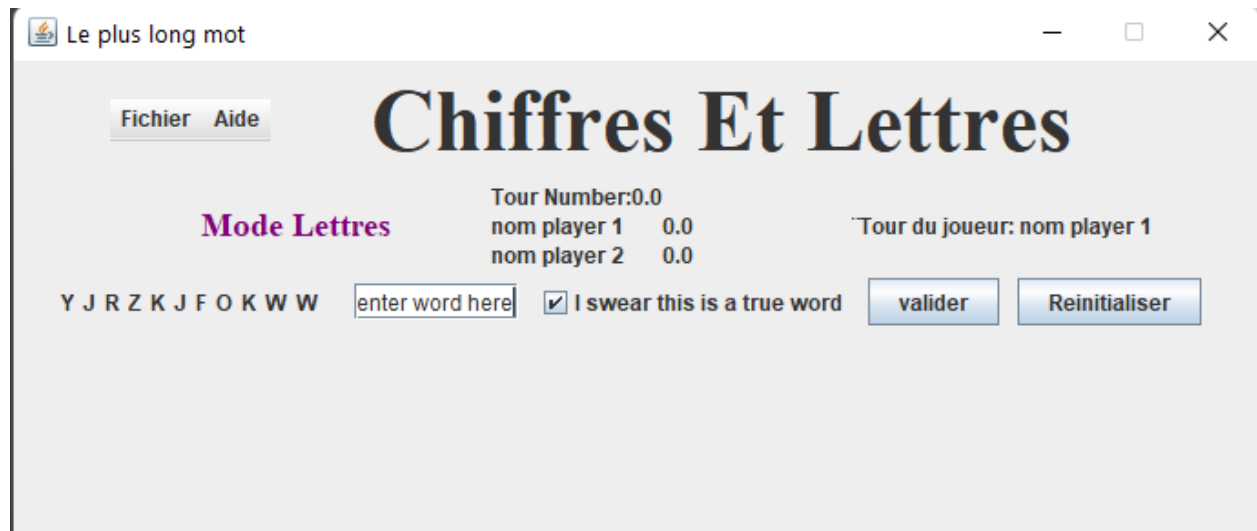 Le plus long mot
Fichier Aide
Chiffres Et Lettres
Mode Lettres
Tour Number:0.0
nom player 1 0.0
nom player 2 0.0
Tour du joueur: nom player 1
Y J R Z K J F O K W W
enter word here
I swear this is a true word
valider
Reinitialiser